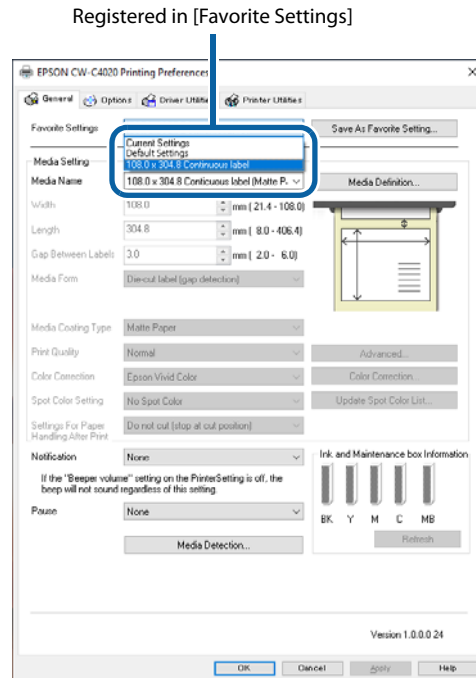 Registered in [Favorite Settings]
EPSON CW-C4020 Printing Preferences
General Options Driver Utilities Printer Utilities
Favorite Settings Save As Favorite Setting...
Current Settings
Default Settings
108.0 x 304.8 Continuous label
Media Setting
Media Name 108.0 x 304.8 Continuous label (Matte P Media Definition...
Width 108.0 mm ( 21.4 - 108.0)
Length 304.8 mm ( 8.0 - 406.4)
Gap Between Labels 3.0 mm ( 2.0 - 6.0)
Media Form Die-cut label (gap detection)
Media Coating Type Matte Paper
Print Quality Normal Advanced...
Color Correction Epson Vivid Color Color Correction...
Spot Color Setting No Spot Color Update Spot Color List...
Settings For Paper Handling After Print Do not cut (stop at cut position)
Notification None Ink and Maintenance box Information
If the "Beeper volume" setting on the PrinterSetting is off, the
beep will not sound regardless of this setting.
Pause None
BK Y M C MB
Refresh
Media Detection...
Version 1.0.0.0 24
OK Cancel Apply Help